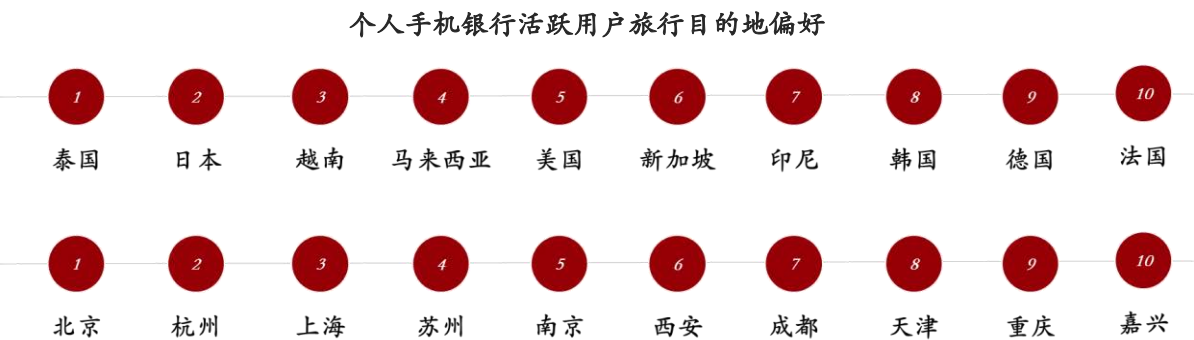 个人手机银行活跃用户旅行目的地偏好
1 2 3 4 5 6 7 8 9 10
泰国 日本 越南 马来西亚 美国 新加坡 印尼 韩国 德国 法国
1 2 3 4 5 6 7 8 9 10
北京 杭州 上海 苏州 南京 西安 成都 天津 重庆 嘉兴